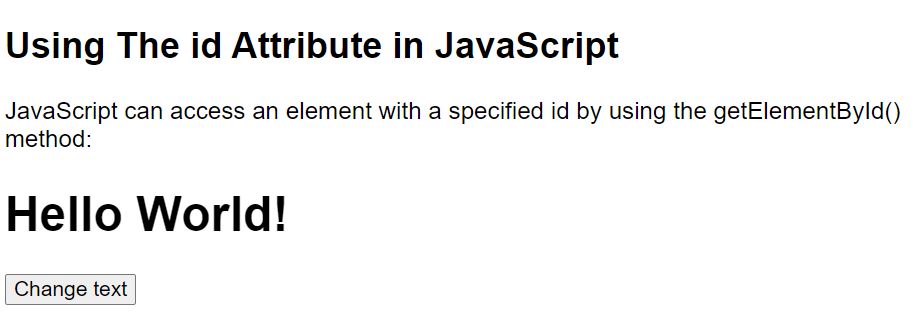 Using The id Attribute in JavaScript
JavaScript can access an element with a specified id by using the getElementById()
method:
Hello World!
Change text